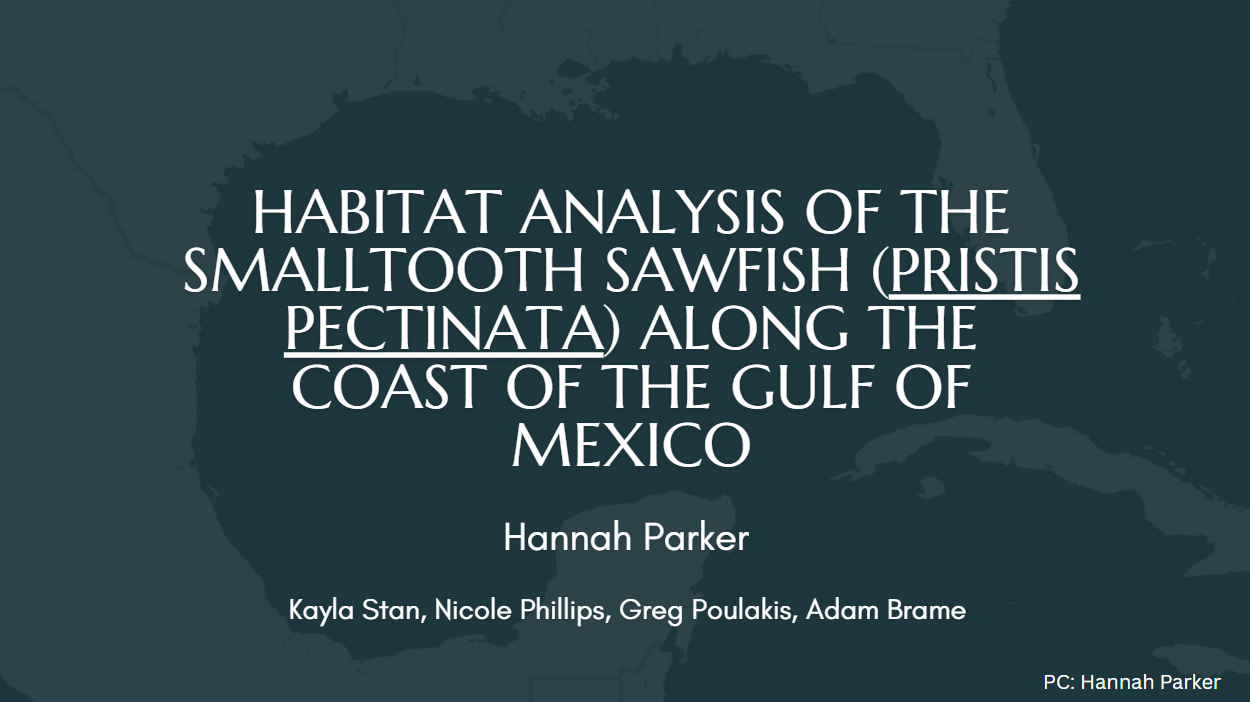 HABITAT ANALYSIS OF THE
SMALLTOOTH SAWFISH (PRISTIS
PECTINATA) ALONG THE
COAST OF THE GULF OF
MEXICO
Hannah Parker
Kayla Stan, Nicole Phillips, Greg Poulakis, Adam Brame
PC: Hannah Parker